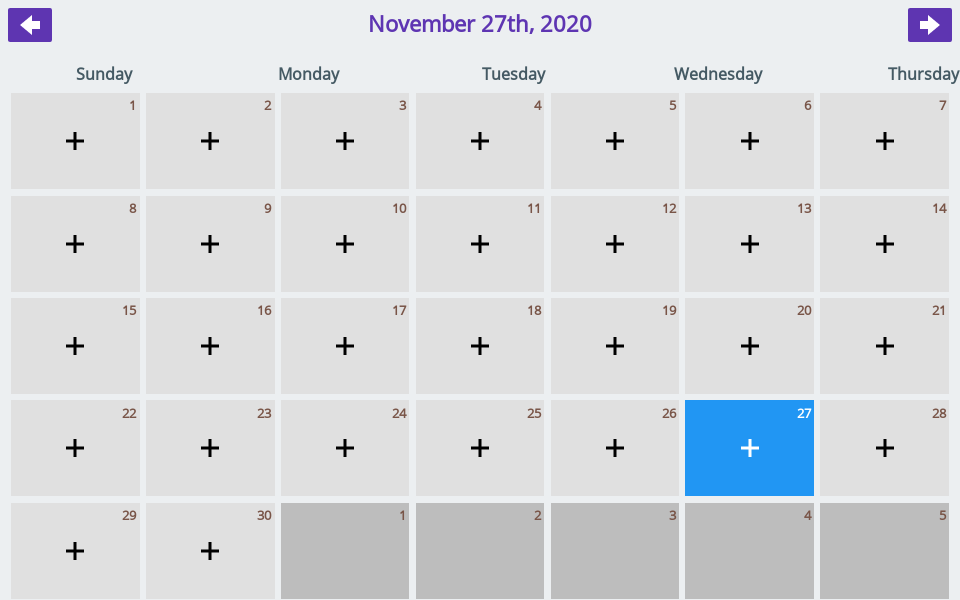 November 27th, 2020
Sunday Monday Tuesday Wednesday Thursday
1 2 3 4 5 6 7
+ + + + + + +
8 9 10 11 12 13 14
+ + + + + + +
15 16 17 18 19 20 21
+ + + + + + +
22 23 24 25 26 27 28
+ + + + + + +
29 30 1 2 3 4 5
+ +